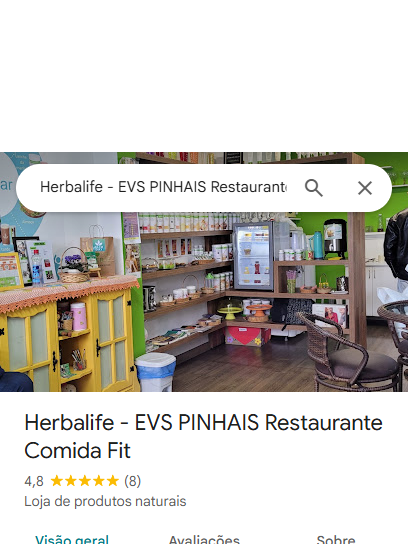 Herbalife - EVS PINHAIS Restaurant
Herbalife - EVS PINHAIS Restaurante
Comida Fit
4,8 ★★★★★ (8)
Loja de produtos naturais
Visão geral
Avaliações
Sobre